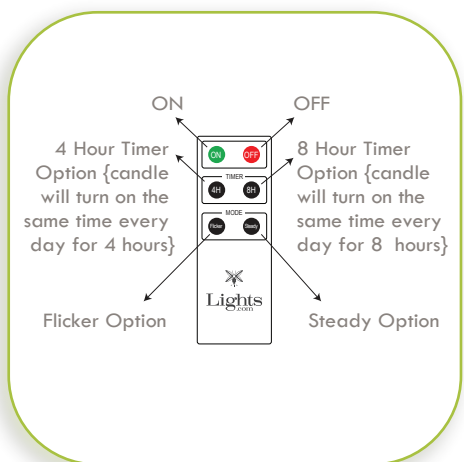 ON OFF
4 Hour Timer
Option {candle
will turn on the
same time every
day for 4 hours}
8 Hour Timer
Option {candle
will turn on the
same time every
day for 8 hours}
ON OFF
TIMER
4H 8H
MODE
Flicker Steady
Lights
.com
Flicker Option Steady Option